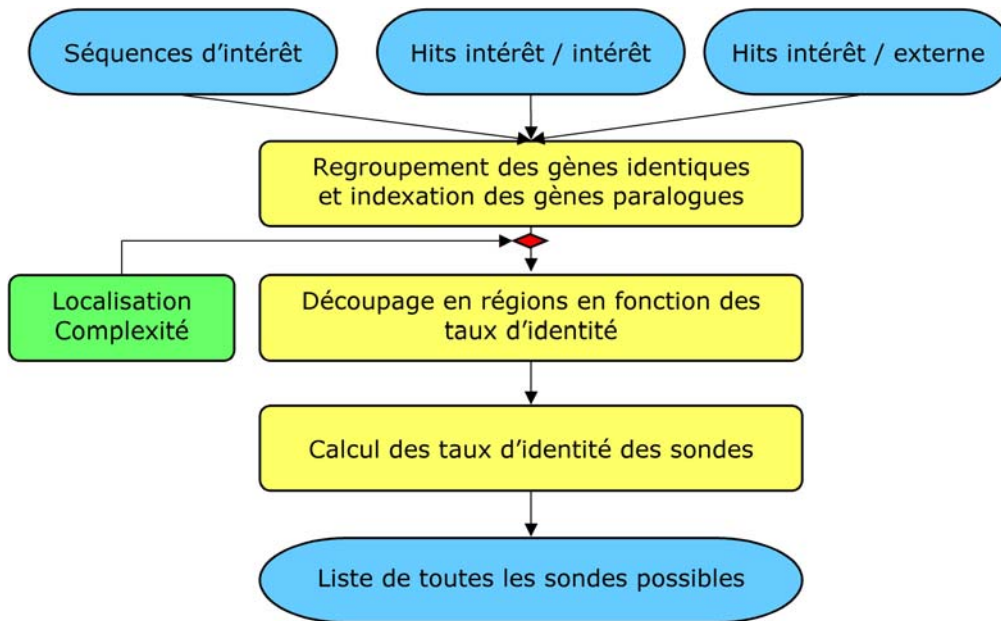 Séquences d'intérêt
Hits intérêt / intérêt
Hits intérêt / externe
Regroupement des gènes identiques
et indexation des gènes paralogues
Localisation
Complexité
Découpage en régions en fonction des
taux d'identité
Calcul des taux d'identité des sondes
Liste de toutes les sondes possibles